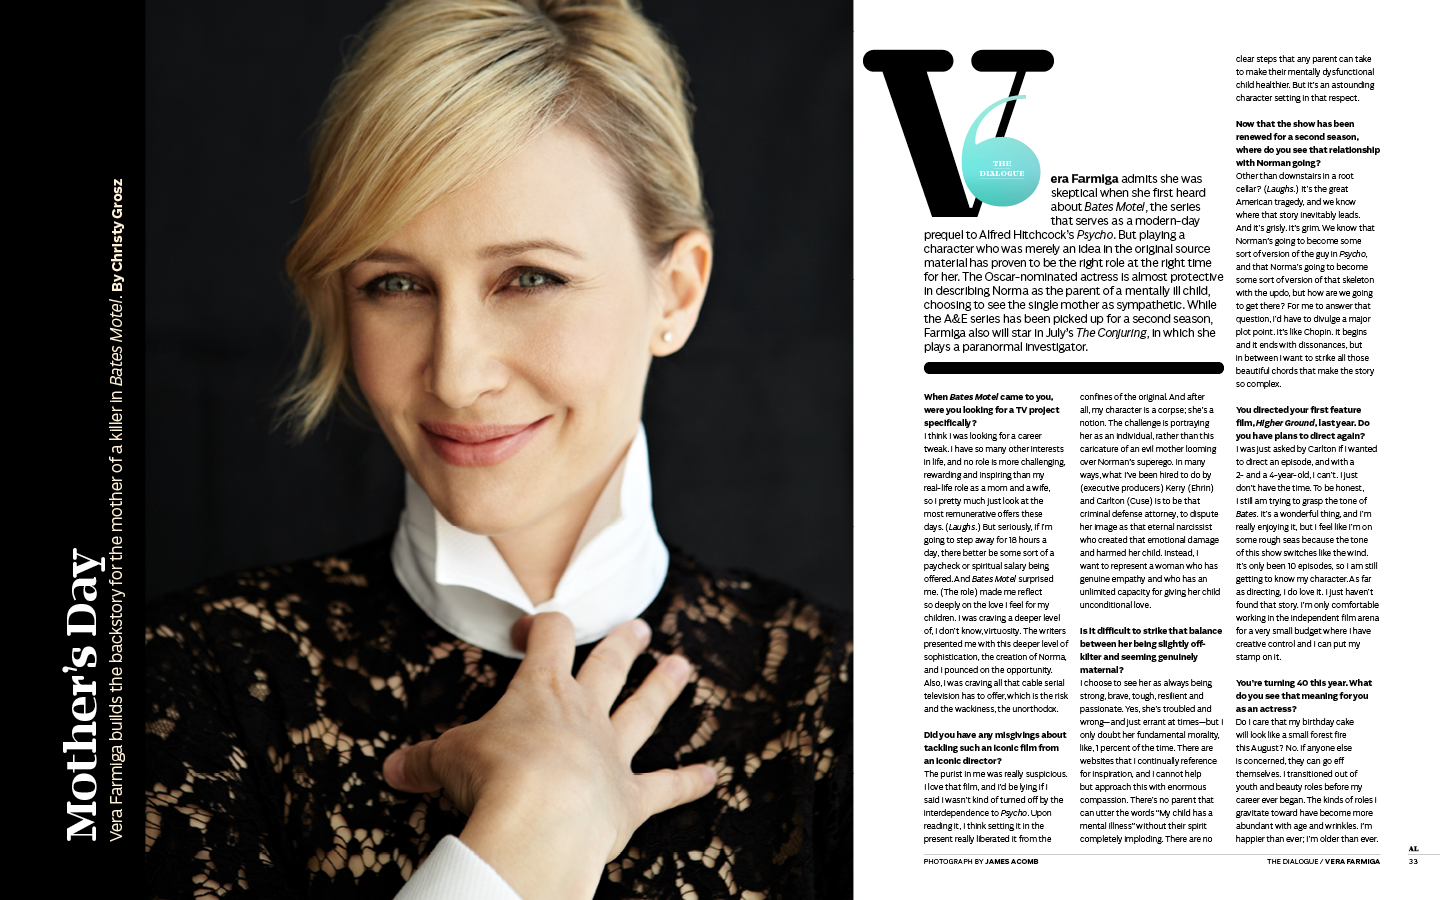 Mother's Day
Vera Farmiga builds the backstory for the mother of a killer in Bates Motel. By Christy Grosz
V
THE
DIALOGUE
era Farmiga admits she was
skeptical when she first heard
about Bates Motel, the series
that serves as a modern-day
prequel to Alfred Hitchcock's Psycho. But playing a
character who was merely an idea in the original source
material has proven to be the right role at the right time
for her. The Oscar-nominated actress is almost protective
in describing Norma as the parent of a mentally ill child,
choosing to see the single mother as sympathetic. While
the A&E series has been picked up for a second season,
Farmiga also will star in July's The Conjuring, in which she
plays a paranormal investigator.
When Bates Motel came to you,
were you looking for a TV project
specifically?
I think I was looking for a career
tweak. I have so many other interests
in life, and no role is more challenging,
rewarding and inspiring than my
real-life role as a mom and a wife,
so I pretty much just look at the
most remunerative offers these
days. (Laughs.) But seriously, if I'm
going to step away for 18 hours a
day, there better be some sort of a
paycheck or spiritual salary being
offered. And Bates Motel surprised
me. (The role) made me reflect
so deeply on the love I feel for my
children. I was craving a deeper level
of, I don't know, virtuosity. The writers
presented me with this deeper level of
sophistication, the creation of Norma,
and I pounced on the opportunity.
Also, I was craving all that cable serial
television has to offer, which is the risk
and the wackiness, the unorthodox.
Did you have any misgivings about
tackling such an iconic film from
an iconic director?
The purist in me was really suspicious.
I love that film, and I'd be lying if I
said I wasn't kind of turned off by the
interdependence to Psycho. Upon
reading it, I think setting it in the
present really liberated it from the
confines of the original. And after
all, my character is a corpse; she's a
notion. The challenge is portraying
her as an individual, rather than this
caricature of an evil mother looming
over Norman's superego. In many
ways, what I've been hired to do by
(executive producers) Kerry (Ehrin)
and Carlton (Cuse) is to be that
criminal defense attorney, to dispute
her image as that eternal narcissist
who created that emotional damage
and harmed her child. Instead, I
want to represent a woman who has
genuine empathy and who has an
unlimited capacity for giving her child
unconditional love.
Is it difficult to strike that balance
between her being slightly off-
kilter and seeming genuinely
maternal?
I choose to see her as always being
strong, brave, tough, resilient and
passionate. Yes, she's troubled and
wrong—and just errant at times—but I
only doubt her fundamental morality,
like, 1 percent of the time. There are
websites that I continually reference
for inspiration, and I cannot help
but approach this with enormous
compassion. There's no parent that
can utter the words "My child has a
mental illness" without their spirit
completely imploding. There are no
clear steps that any parent can take
to make their mentally dysfunctional
child healthier. But it's an astounding
character setting in that respect.
Now that the show has been
renewed for a second season,
where do you see that relationship
with Norman going?
Other than downstairs in a root
cellar? (Laughs.) It's the great
American tragedy, and we know
where that story inevitably leads.
And it's grisly. It's grim. We know that
Norman's going to become some
sort of version of the guy in Psycho,
and that Norma's going to become
some sort of version of that skeleton
with the updo, but how are we going
to get there? For me to answer that
question, I'd have to divulge a major
plot point. It's like Chopin. It begins
and it ends with dissonances, but
in between I want to strike all those
beautiful chords that make the story
so complex.
You directed your first feature
film, Higher Ground, last year. Do
you have plans to direct again?
I was just asked by Carlton if I wanted
to direct an episode, and with a
2- and a 4-year-old, I can't. I just
don't have the time. To be honest,
I still am trying to grasp the tone of
Bates. It's a wonderful thing, and I'm
really enjoying it, but I feel like I'm on
some rough seas because the tone
of this show switches like the wind.
It's only been 10 episodes, so I am still
getting to know my character. As far
as directing, I do love it. I just haven't
found that story. I'm only comfortable
working in the independent film arena
for a very small budget where I have
creative control and I can put my
stamp on it.
You're turning 40 this year. What
do you see that meaning for you
as an actress?
Do I care that my birthday cake
will look like a small forest fire
this August? No. If anyone else
is concerned, they can go eff
themselves. I transitioned out of
youth and beauty roles before my
career ever began. The kinds of roles I
gravitate toward have become more
abundant with age and wrinkles. I'm
happier than ever; I'm older than ever.
PHOTOGRAPH BY JAMES ACOMB
THE DIALOGUE / VERA FARMIGA
AL
33